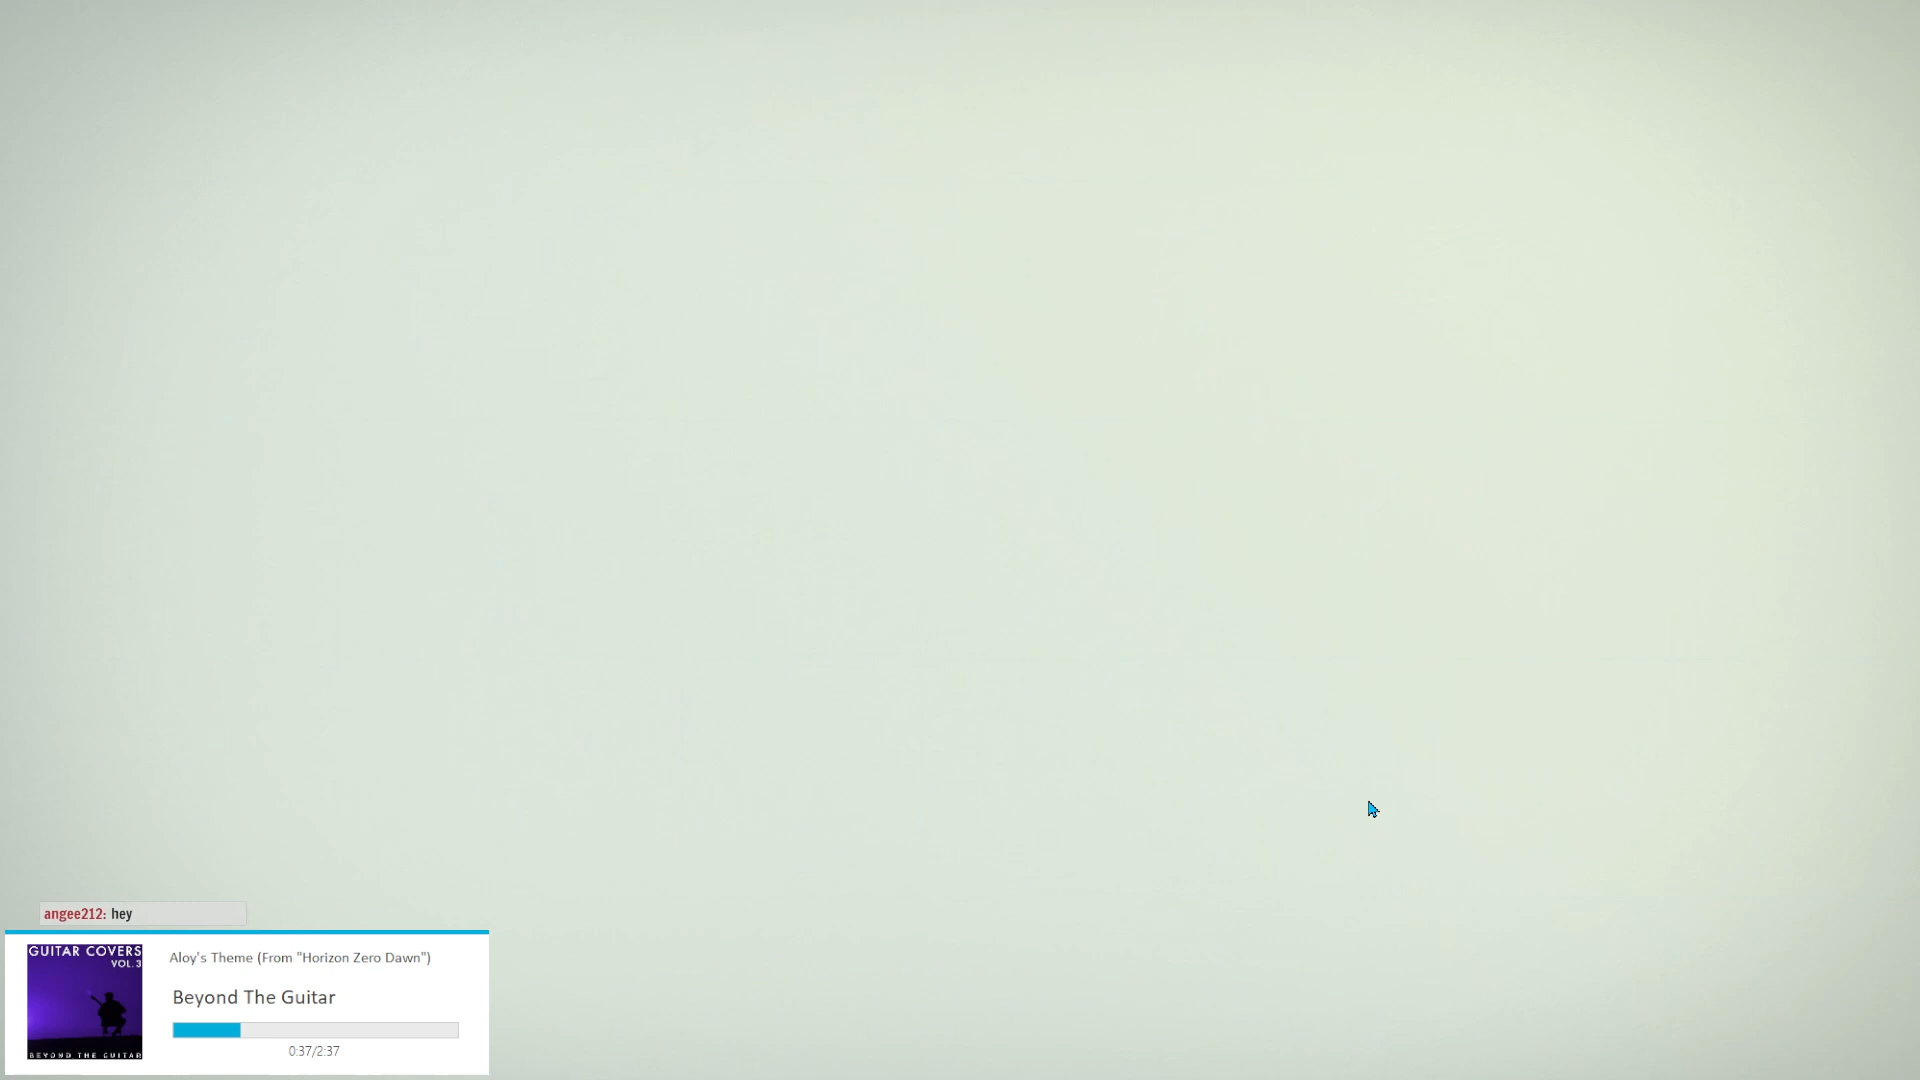 angee212: hey
GUITAR COVERS
VOL.3
BEYOND THE GUITAR
Aloy's Theme (From "Horizon Zero Dawn")
Beyond The Guitar
0:37/2:37